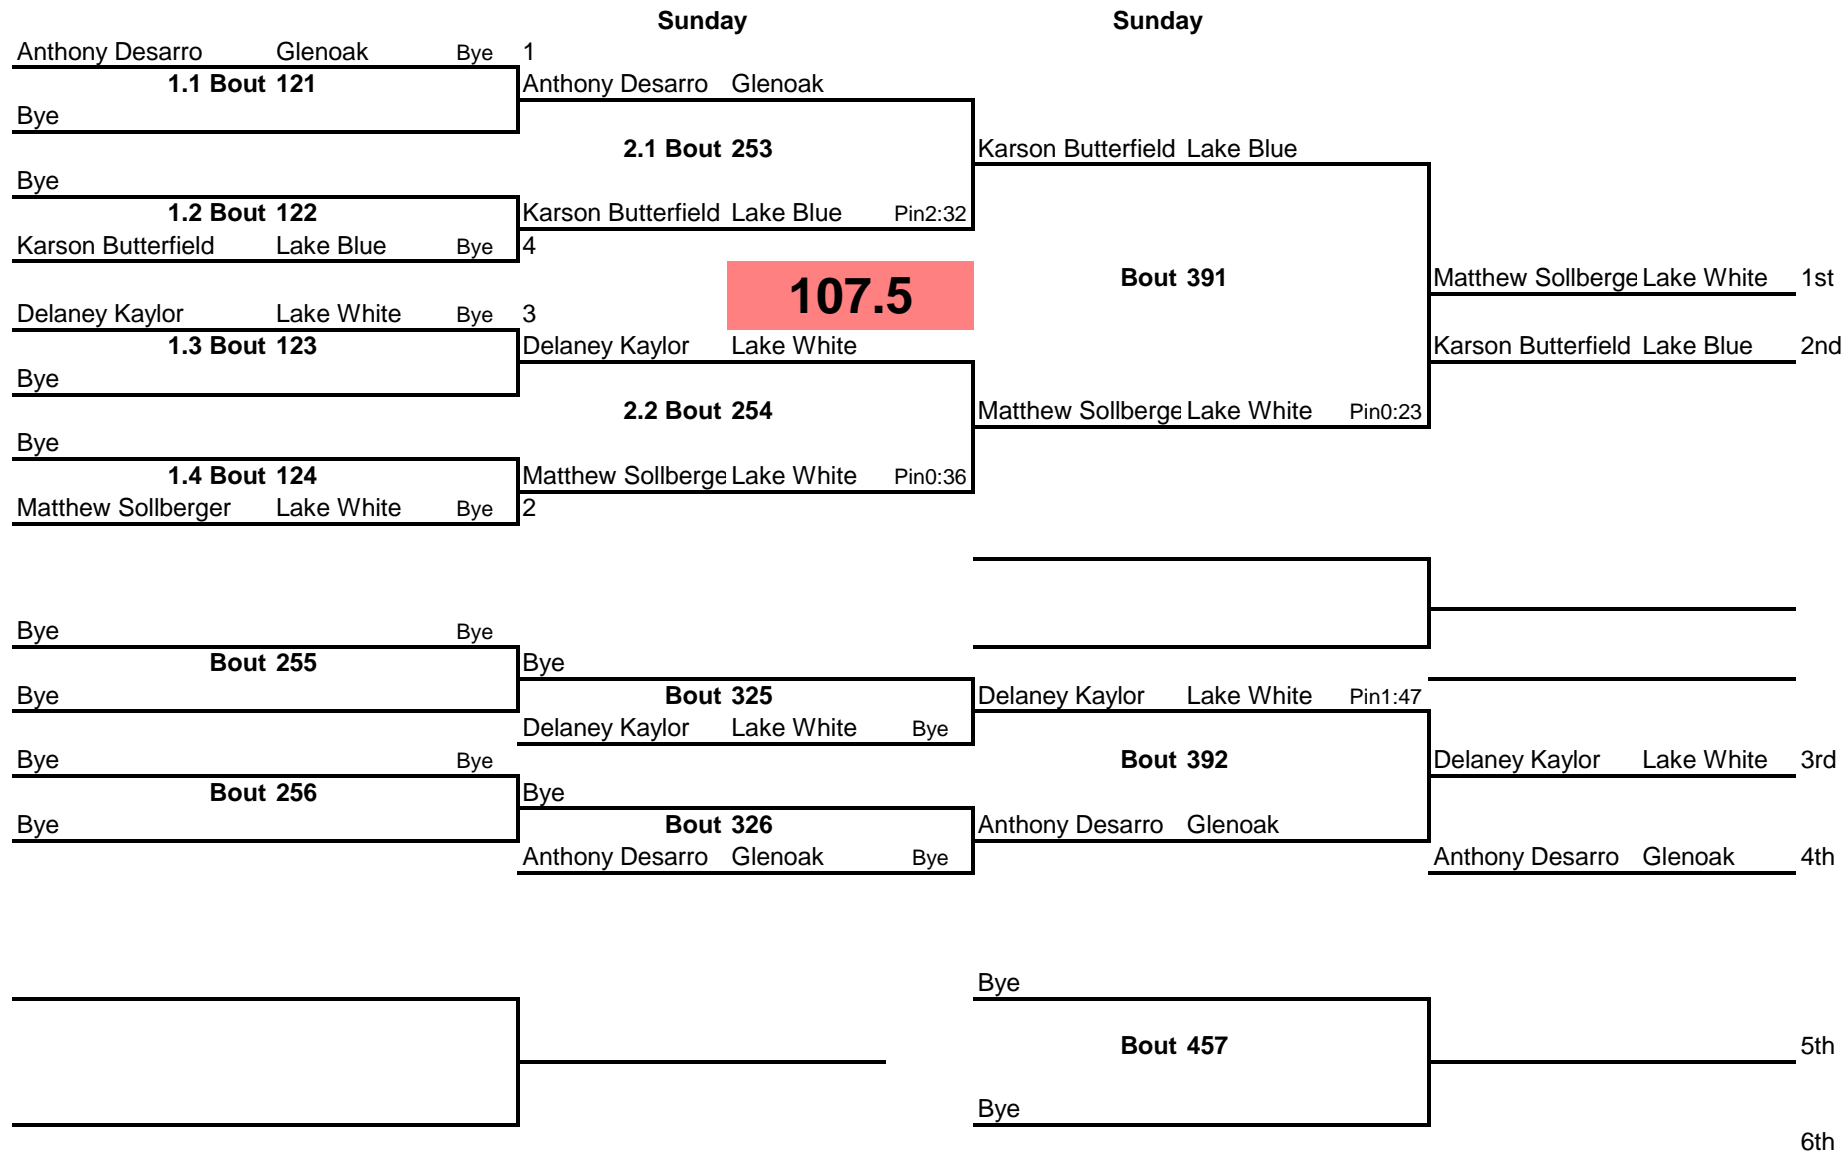 Sunday Sunday
Anthony Desarro Glenoak Bye 1
1.1 Bout 121 Anthony Desarro Glenoak
Bye
2.1 Bout 253 Karson Butterfield Lake Blue
Bye
1.2 Bout 122 Karson Butterfield Lake Blue Pin2:32
Karson Butterfield Lake Blue Bye 4
107.5 Bout 391 Matthew Sollberge Lake White 1st
Delaney Kaylor Lake White Bye 3
1.3 Bout 123 Delaney Kaylor Lake White Karson Butterfield Lake Blue 2nd
Bye
2.2 Bout 254 Matthew Sollberge Lake White Pin0:23
Bye
1.4 Bout 124 Matthew Sollberge Lake White Pin0:36
Matthew Sollberger Lake White Bye 2
Bye Bye
Bout 255 Bye
Bye Bout 325 Delaney Kaylor Lake White Pin1:47
Delaney Kaylor Lake White Bye
Bye Bye Bout 392 Delaney Kaylor Lake White 3rd
Bout 256 Bye
Bye Bout 326 Anthony Desarro Glenoak
Anthony Desarro Glenoak Bye Anthony Desarro Glenoak 4th
Bye
Bout 457 5th
Bye
6th